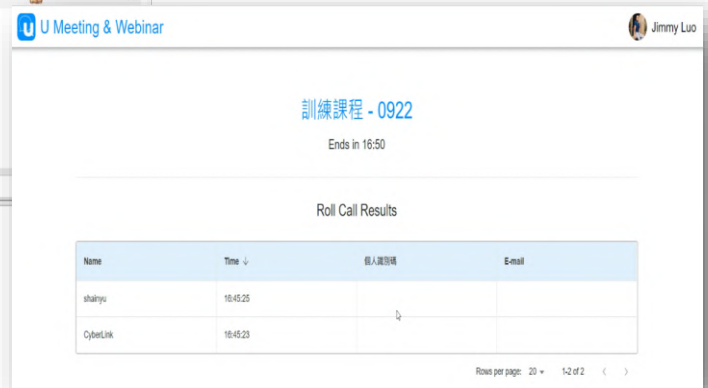 U Meeting & Webinar
Jimmy Luo
訓練課程 - 0922
Ends in 16:50
Roll Call Results
Name Time ↓ 個人識別碼 E-mail
shainyu 16:45:25
CyberLink 16:45:23
Rows per page: 20 1-2 of 2